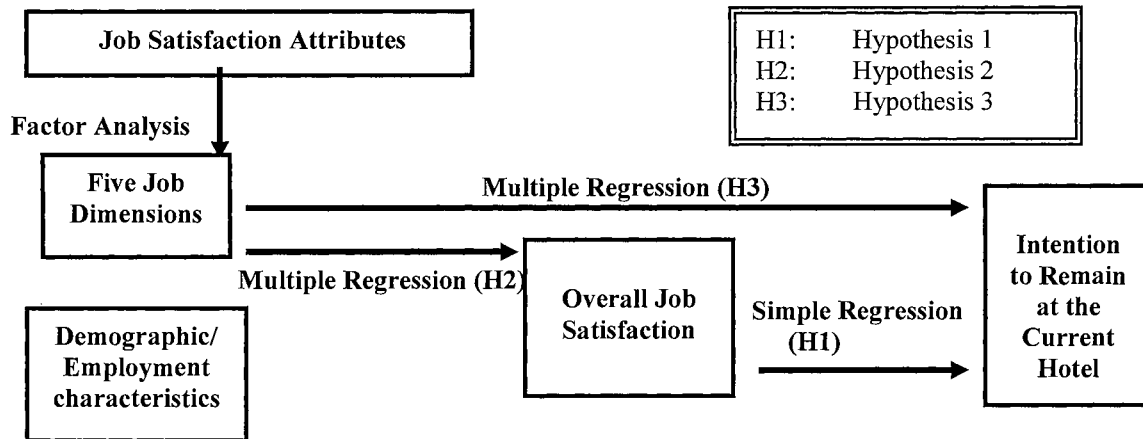 Job Satisfaction Attributes
H1: Hypothesis 1
H2: Hypothesis 2
H3: Hypothesis 3
Factor Analysis
Five Job
Dimensions
Multiple Regression (H3)
Multiple Regression (H2)
Overall Job
Satisfaction
Simple Regression
(H1)
Intention
to Remain
at the
Current
Hotel
Demographic/
Employment
characteristics